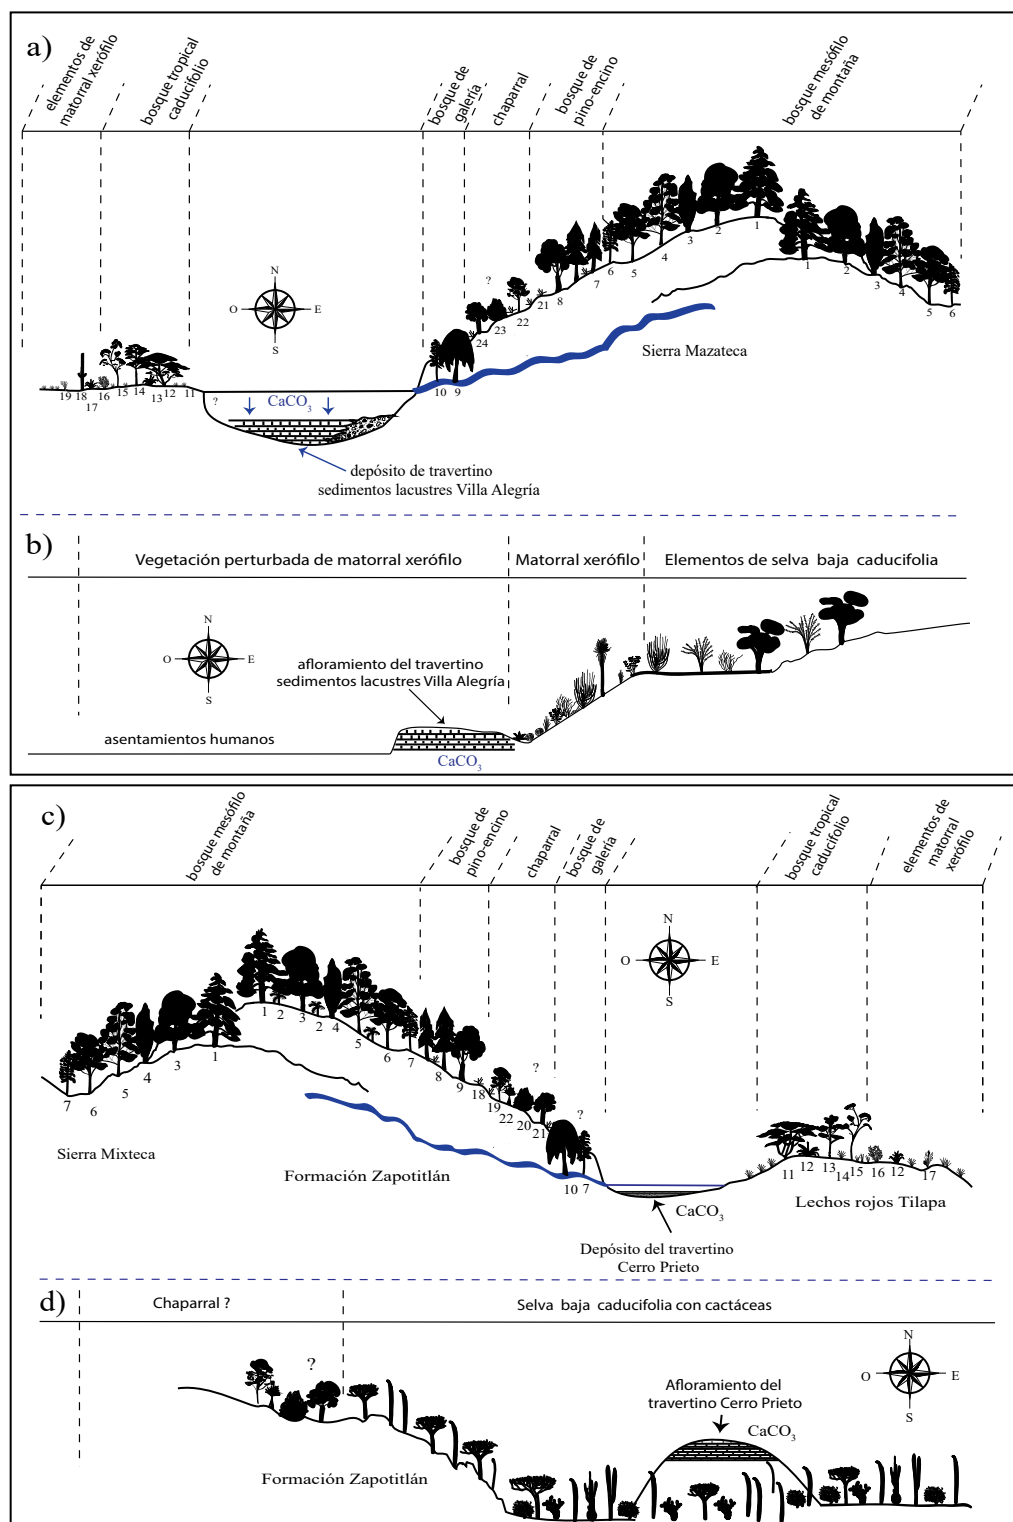 a)
elementos de
matorral xerófilo
bosque tropical
caducifolio
bosque de
galería
chaparral
bosque de
pino-encino
bosque mesófilo
de montaña
N
O
E
S
?
1
2
3
4
5
6
7
8
21
22
23
24
10
9
1
2
3
4
5
6
Sierra Mazateca
19
18
17
16
15
14
13
12
11
?
CaCO3
depósito de travertino
sedimentos lacustres Villa Alegría
b)
Vegetación perturbada de matorral xerófilo
Matorral xerófilo
Elementos de selva baja caducifolia
N
O
E
S
afloramiento del travertino
sedimentos lacustres Villa Alegría
asentamientos humanos
CaCO3
c)
bosque mesófilo
de montaña
bosque de
pino-encino
chaparral
bosque de
galería
bosque tropical
caducifolio
elementos de
matorral
xerófilo
N
O
E
S
1
2
3
2
4
5
6
7
8
9
18
19
22
20
21
?
?
10
7
7
6
5
4
3
1
Sierra Mixteca
Formación Zapotitlán
11
12
13
14
15
16
12
17
Lechos rojos Tilapa
CaCO3
Depósito del travertino
Cerro Prieto
d)
Chaparral ?
Selva baja caducifolia con cactáceas
?
N
O
E
S
Afloramiento del
travertino Cerro Prieto
CaCO3
Formación Zapotitlán